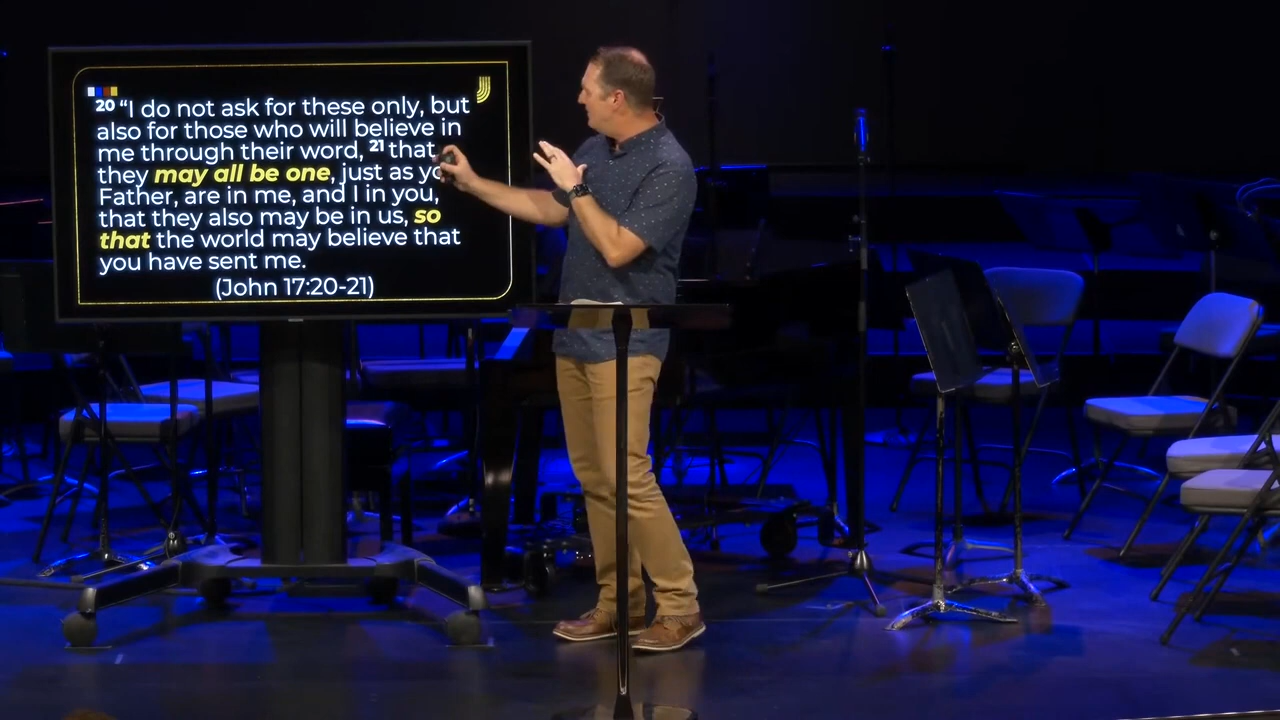 20 “I do not ask for these only, but
also for those who will believe in
me through their word, 21 that
they may all be one, just as yo
Father, are in me, and I in you,
that they also may be in us, so
that the world may believe that
you have sent me.
(John 17:20-21)